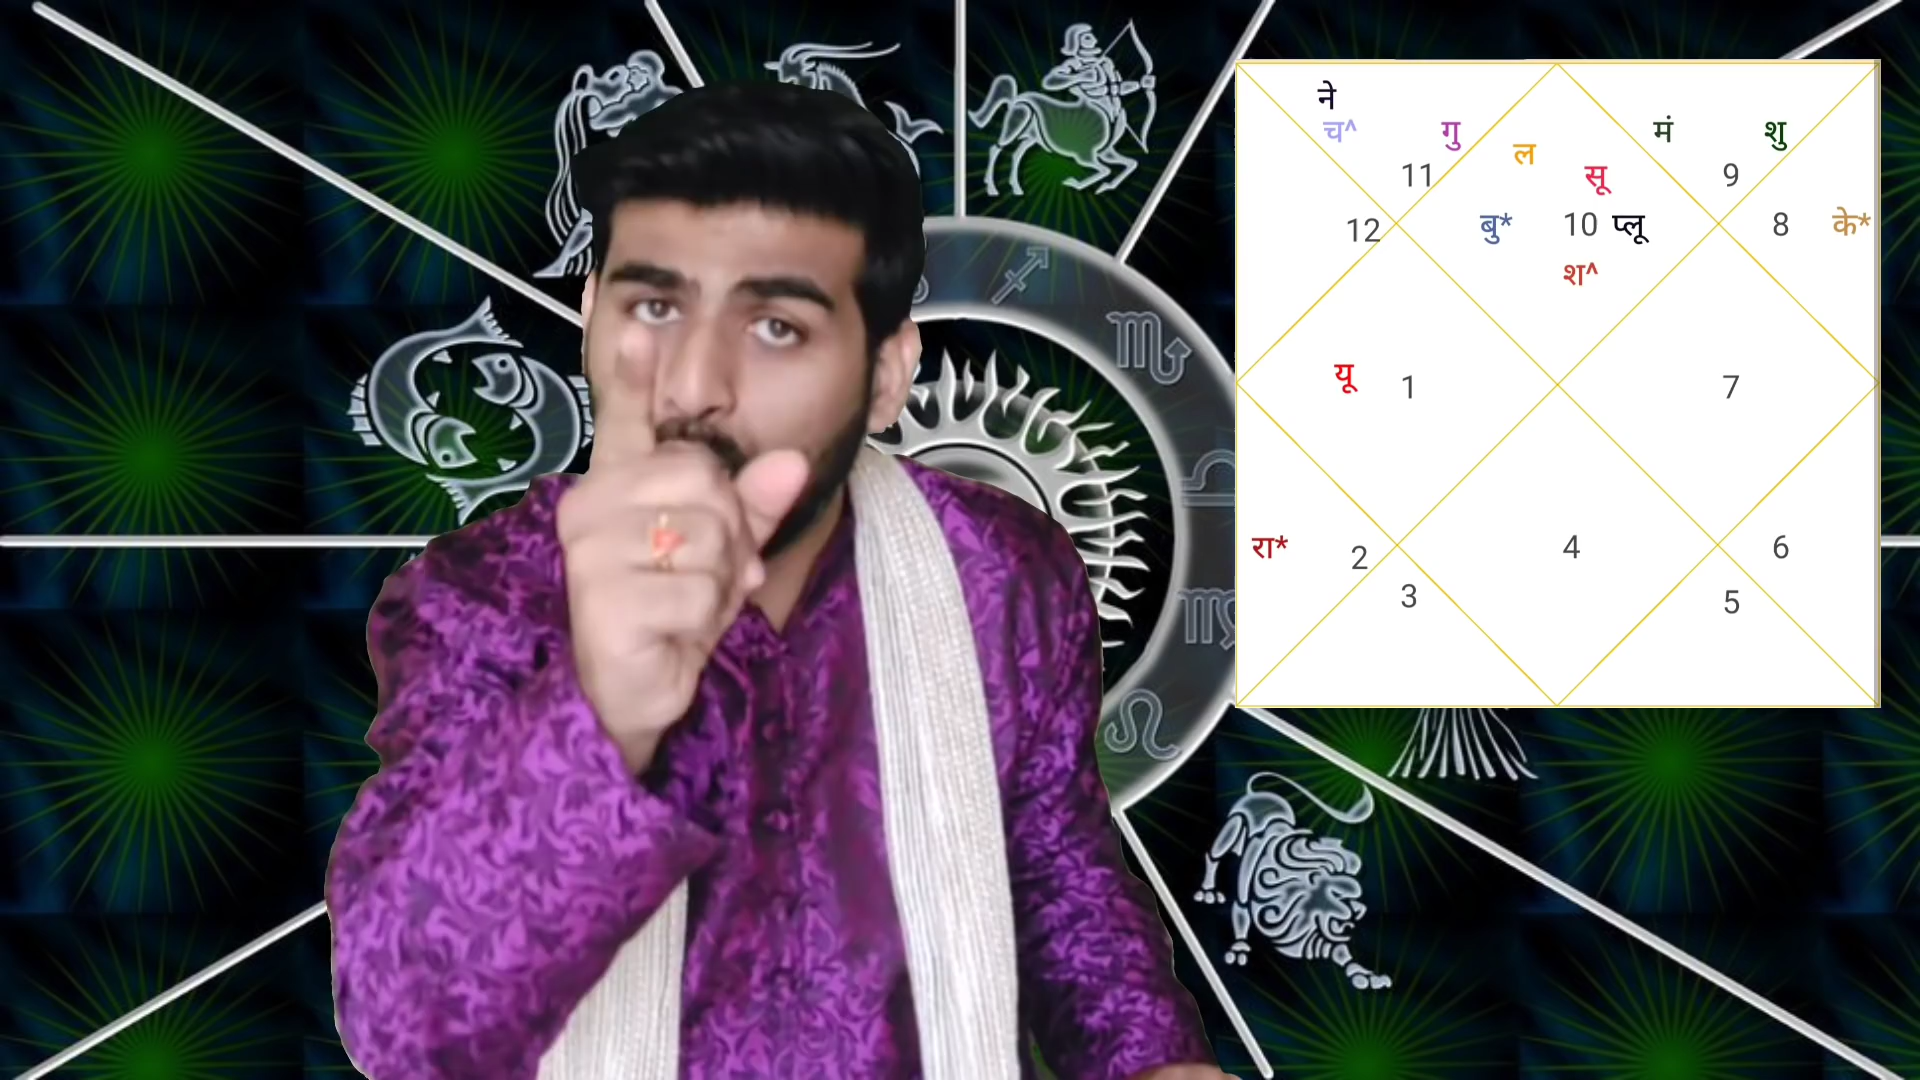 ने
च^ गु ल मं शु
11 सू 9
12 बु* 10 प्लू 8 के*
श^
यू 1 7
रा* 2 4 6
3 5